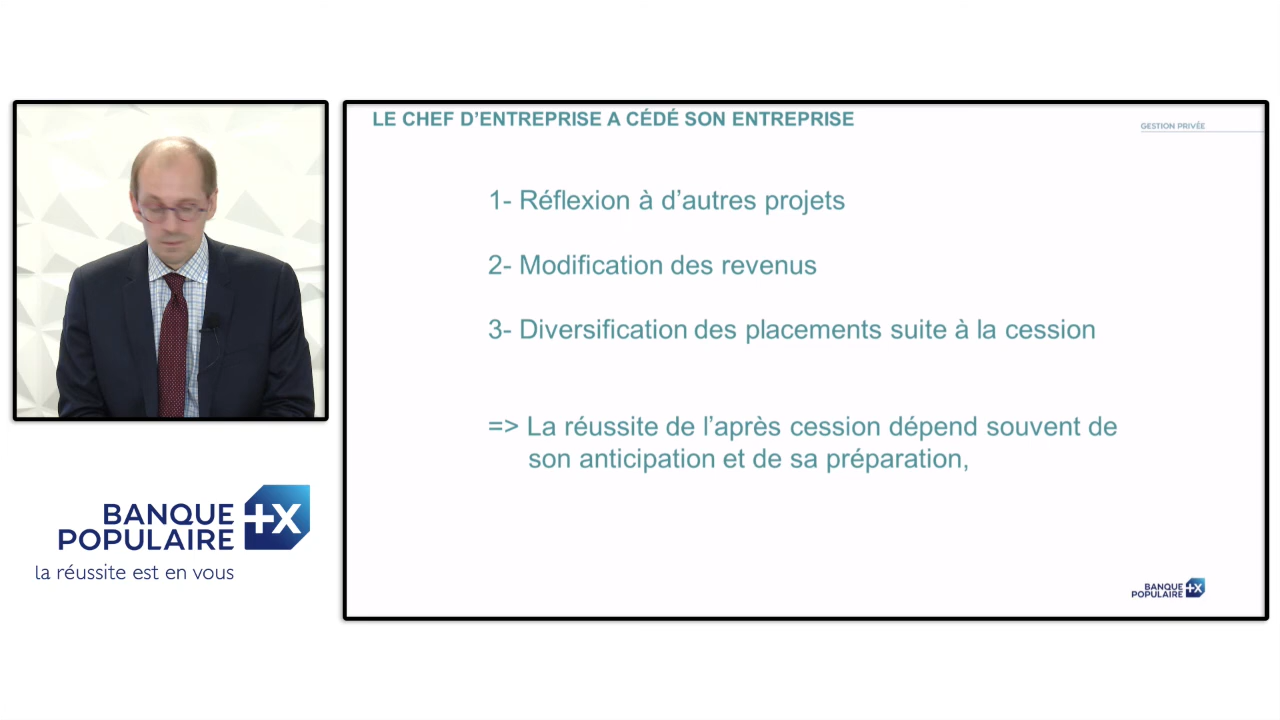 LE CHEF D'ENTREPRISE A CÉDÉ SON ENTREPRISE
GESTION PRIVÉE
1- Réflexion à d'autres projets
2- Modification des revenus
3- Diversification des placements suite à la cession
=> La réussite de l'après cession dépend souvent de
son anticipation et de sa préparation,
BANQUE
POPULAIRE
+X
la réussite est en vous
BANQUE
POPULAIRE
+X